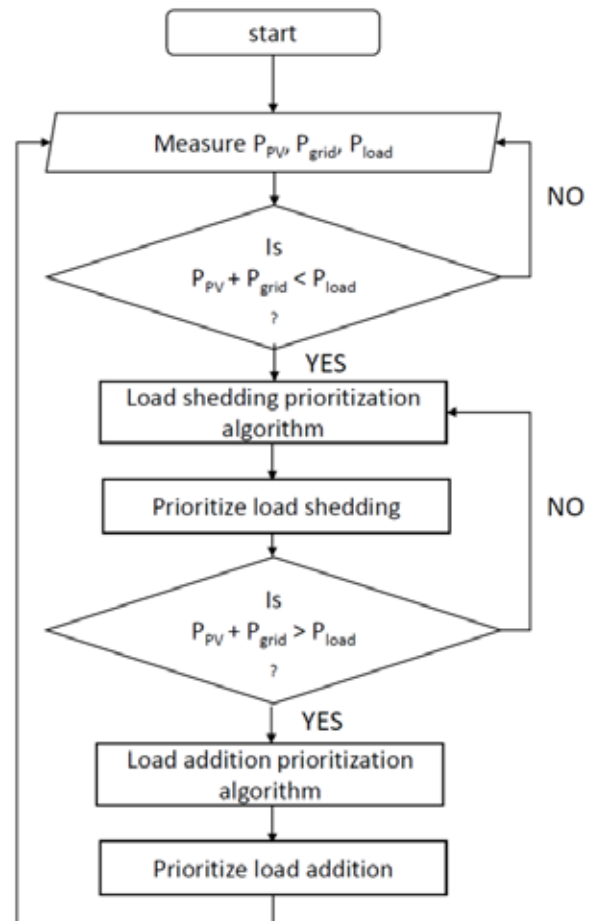 start
Measure P_PV, P_grid, P_load
NO
Is
P_PV + P_grid < P_load
?
YES
Load shedding prioritization
algorithm
Prioritize load shedding
NO
Is
P_PV + P_grid > P_load
?
YES
Load addition prioritization
algorithm
Prioritize load addition